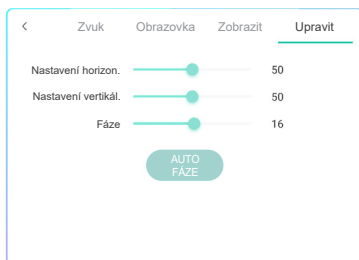 Zvuk Obrazovka Zobrazit Upravit
Nastavení horizon. 50
Nastavení vertikál. 50
Fáze 16
AUTO
FÁZE